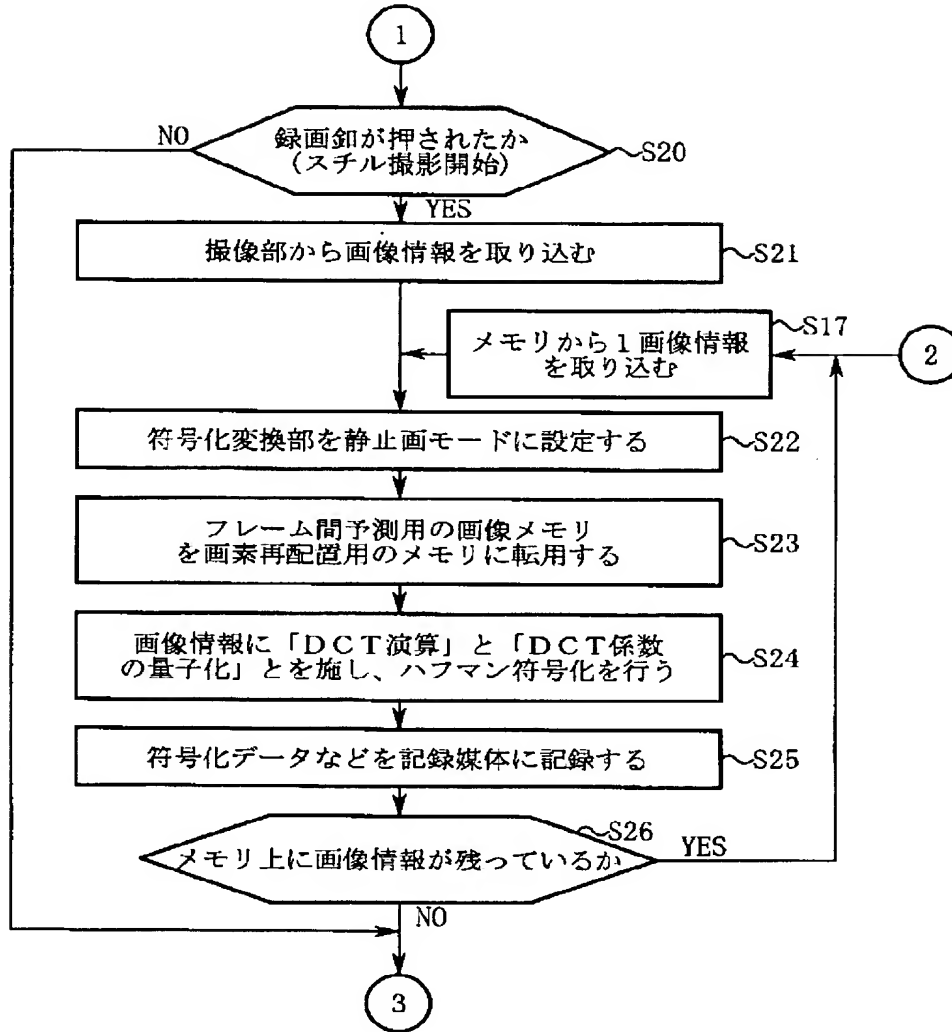 1
NO
録画釦が押されたか
(スチル撮影開始)
S20
YES
撮像部から画像情報を取り込む
S21
S17
メモリから1画像情報
を取り込む
2
符号化変換部を静止画モードに設定する
S22
フレーム間予測用の画像メモリ
を画素再配置用のメモリに転用する
S23
画像情報に「DCT演算」と「DCT係数
の量子化」とを施し、ハフマン符号化を行う
S24
符号化データなどを記録媒体に記録する
S25
S26
メモリ上に画像情報が残っているか
YES
NO
3